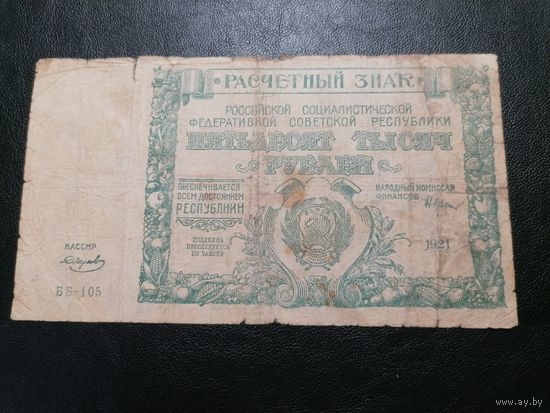 РАСЧЕТНЫЙ ЗНАК
РОССИЙСКОЙ СОЦИАЛИСТИЧЕСКОЙ
ФЕДЕРАТИВНОЙ СОВЕТСКОЙ РЕСПУБЛИКИ
ПЯТЬДЕСЯТ ТЫСЯЧ
РУБЛЕЙ
ОБЕСПЕЧИВАЕТСЯ
ВСЕМ ДОСТОЯНИЕМ
РЕСПУБЛИКИ
НАРОДНЫЙ КОМИССАР
ФИНАНСОВ
ПОДДЕЛКА
ПРЕСЛЕДУЕТСЯ
ПО ЗАКОНУ
1921
КАССИР
ББ-105
www.ay.by